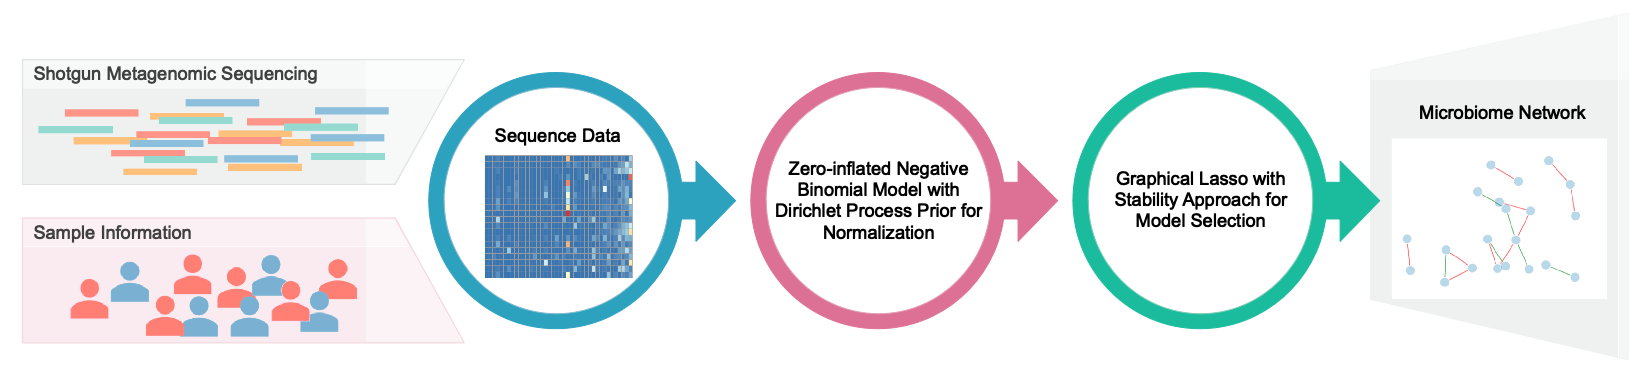 Shotgun Metagenomic Sequencing
Sample Information
Sequence Data
Zero-inflated Negative
Binomial Model with
Dirichlet Process Prior for
Normalization
Graphical Lasso with
Stability Approach for
Model Selection
Microbiome Network